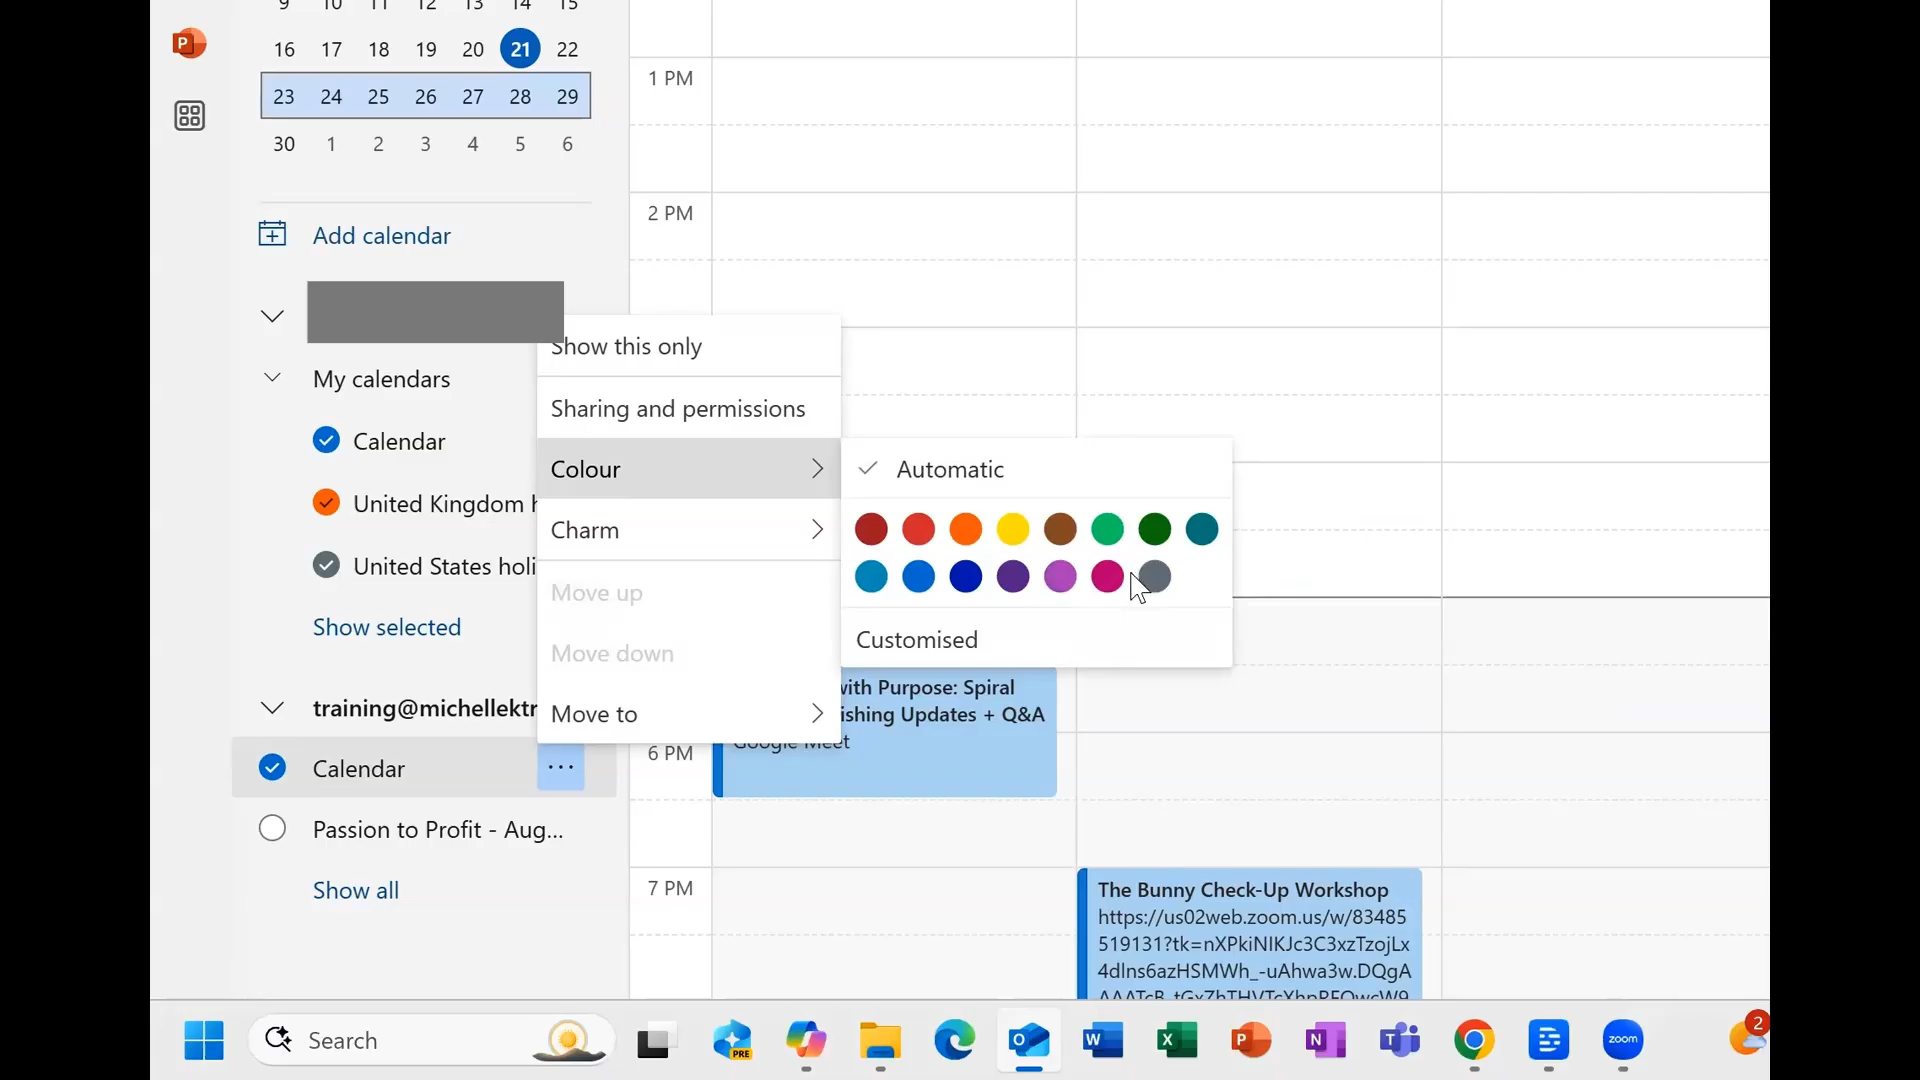 9 10 11 12 13 14 15
16 17 18 19 20 21 22
23 24 25 26 27 28 29
30 1 2 3 4 5 6
Add calendar
My calendars
Calendar
United Kingdom
United States holi
Show selected
training@michellektr
Calendar
...
Passion to Profit - Aug...
Show all
Show this only
Sharing and permissions
Colour
Charm
Move up
Move down
Move to
Automatic
Customised
1 PM
2 PM
6 PM
7 PM
with Purpose: Spiral
ishing Updates + Q&A
Google Meet
The Bunny Check-Up Workshop
https://us02web.zoom.us/w/83485
519131?tk=nXPkiNIKJc3C3xzTzojLx
4dlns6azHSMWh_-uAhwa3w.DQgA
Search
PRE
zoom
2